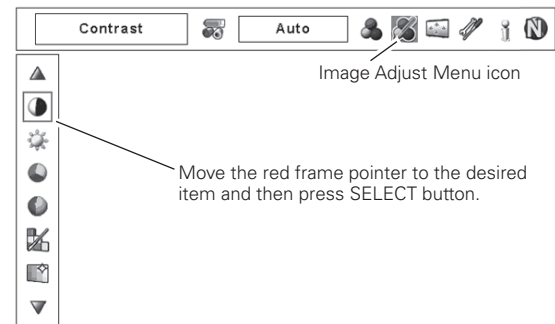 Contrast
Auto
N
Image Adjust Menu icon
Move the red frame pointer to the desired
item and then press SELECT button.